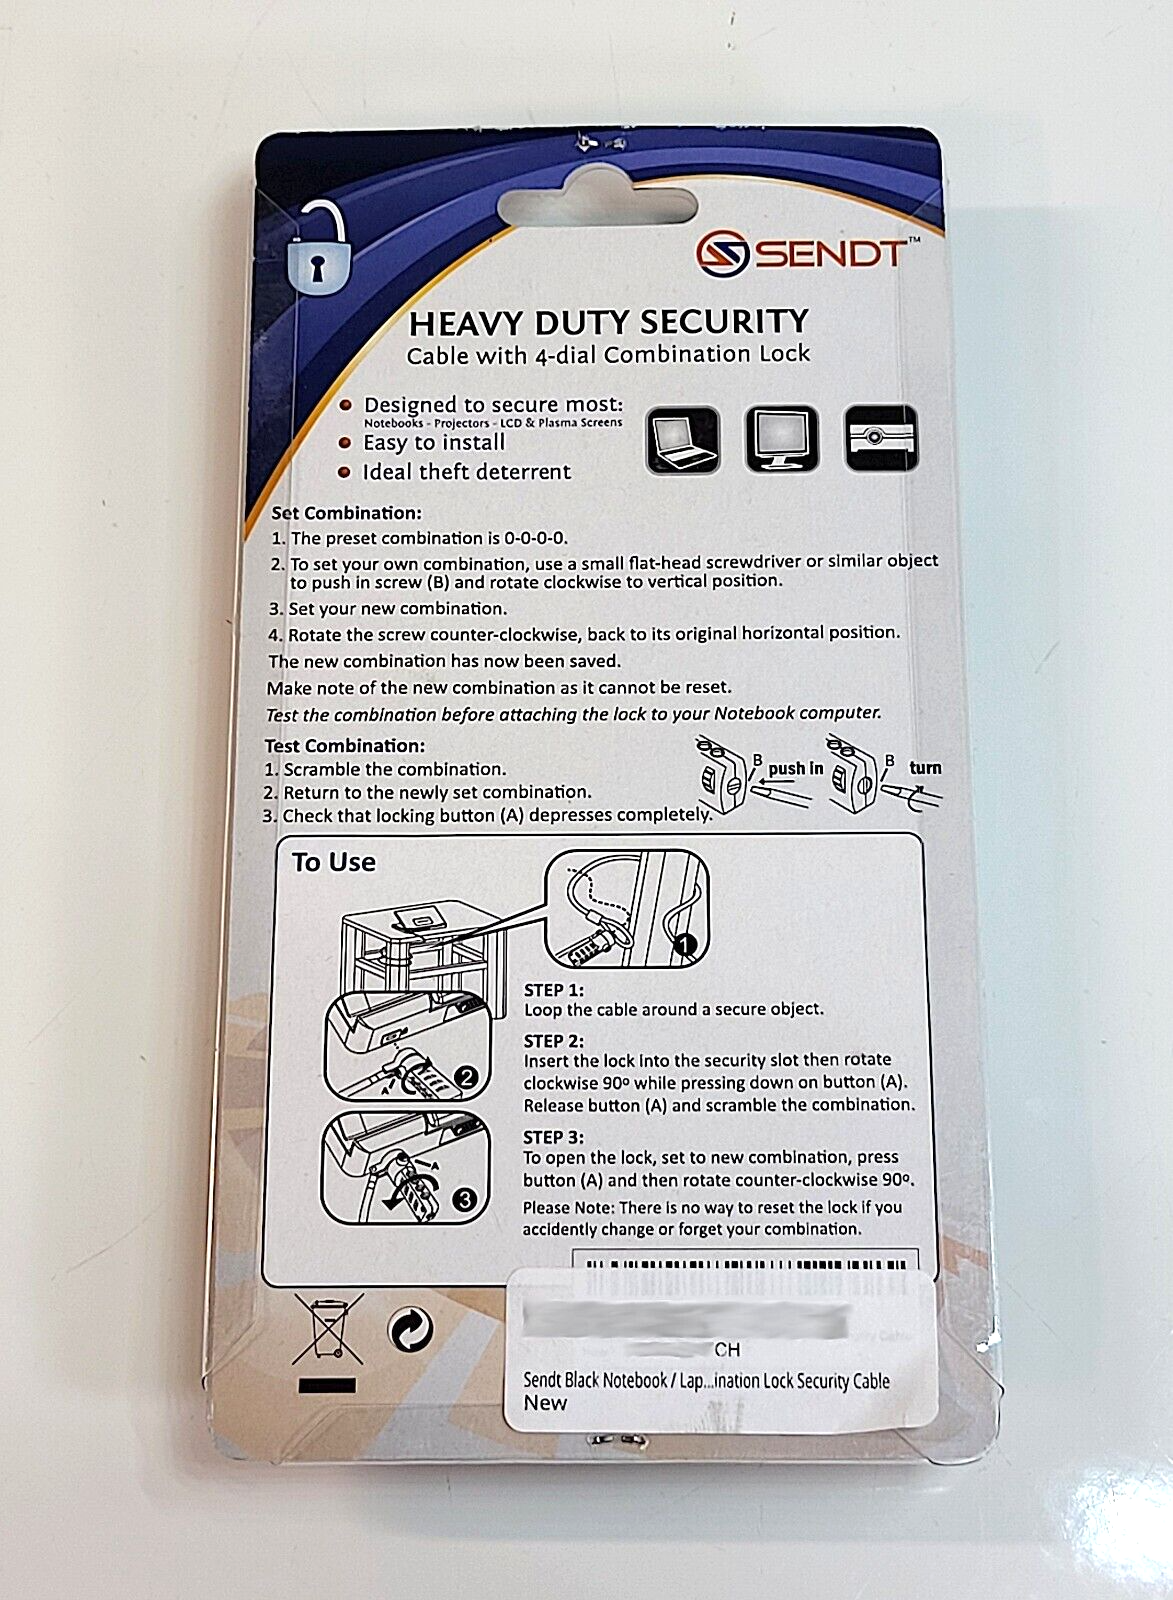 SENDT™
HEAVY DUTY SECURITY
Cable with 4-dial Combination Lock
Designed to secure most:
Notebooks - Projectors - LCD & Plasma Screens
Easy to install
Ideal theft deterrent
Set Combination:
1. The preset combination is 0-0-0-0.
2. To set your own combination, use a small flat-head screwdriver or similar object
to push in screw (B) and rotate clockwise to vertical position.
3. Set your new combination.
4. Rotate the screw counter-clockwise, back to its original horizontal position.
The new combination has now been saved.
Make note of the new combination as it cannot be reset.
Test the combination before attaching the lock to your Notebook computer.
Test Combination:
1. Scramble the combination.
2. Return to the newly set combination.
3. Check that locking button (A) depresses completely.
B push in
B turn
To Use
1
STEP 1:
Loop the cable around a secure object.
A 2
STEP 2:
Insert the lock into the security slot then rotate
clockwise 90º while pressing down on button (A).
Release button (A) and scramble the combination.
A 3
STEP 3:
To open the lock, set to new combination, press
button (A) and then rotate counter-clockwise 90º.
Please Note: There is no way to reset the lock if you
accidently change or forget your combination.
CH
Sendt Black Notebook / Lap...ination Lock Security Cable
New